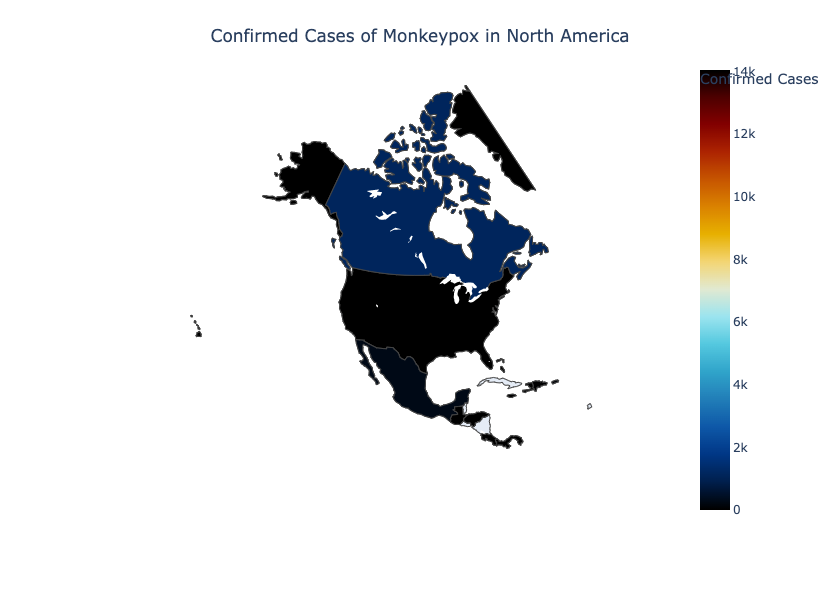 Confirmed Cases of Monkeypox in North America
Confirmed Cases
14k
12k
10k
8k
6k
4k
2k
0